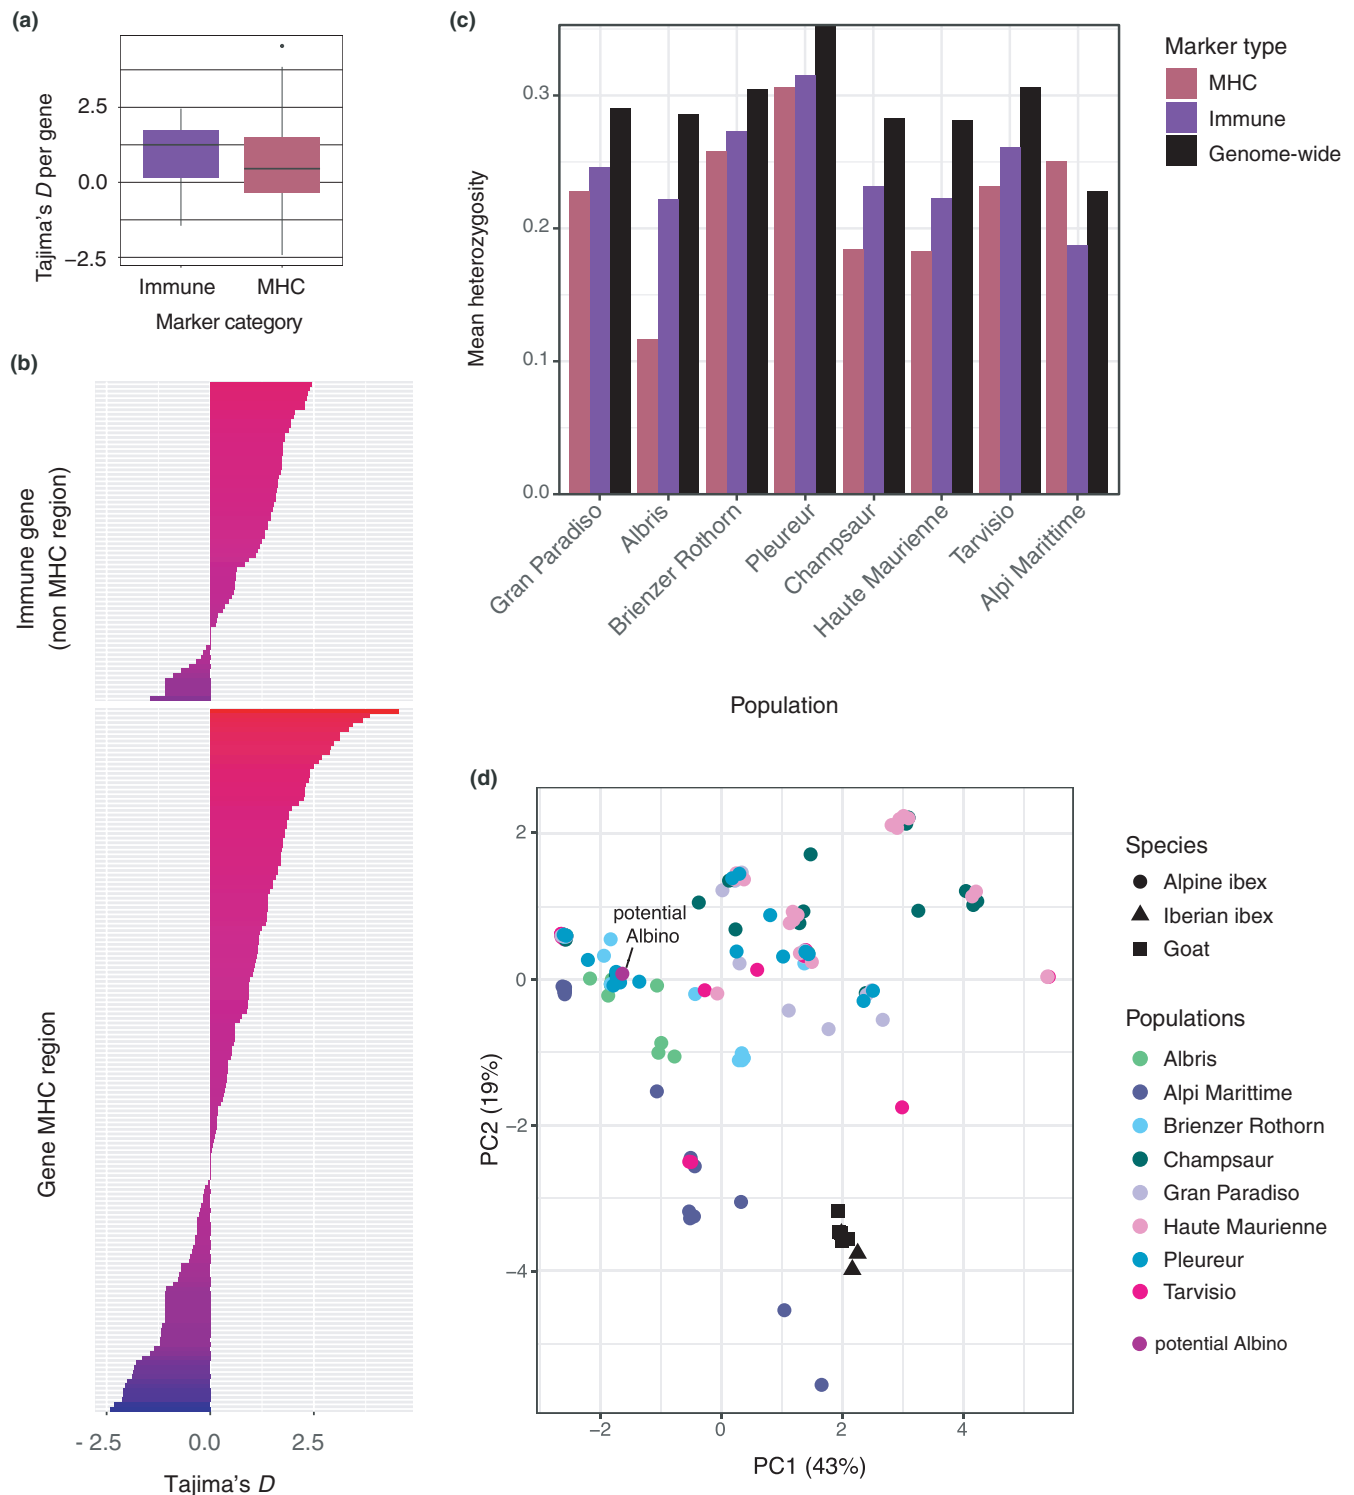 (a)
Tajima's D per gene
2.5
0.0
−2.5
Immune
MHC
Marker category
(b)
Immune gene
(non MHC region)
Gene MHC region
- 2.5
0.0
2.5
Tajima's D
(c)
Mean heterozygosity
0.3
0.2
0.1
0.0
Gran Paradiso
Albris
Brienzer Rothorn
Pleureur
Champsaur
Haute Maurienne
Tarvisio
Alpi Marittime
Population
Marker type
MHC
Immune
Genome-wide
(d)
PC2 (19%)
2
0
−2
−4
potential
Albino
−2
0
2
4
PC1 (43%)
Species
Alpine ibex
Iberian ibex
Goat
Populations
Albris
Alpi Marittime
Brienzer Rothorn
Champsaur
Gran Paradiso
Haute Maurienne
Pleureur
Tarvisio
potential Albino